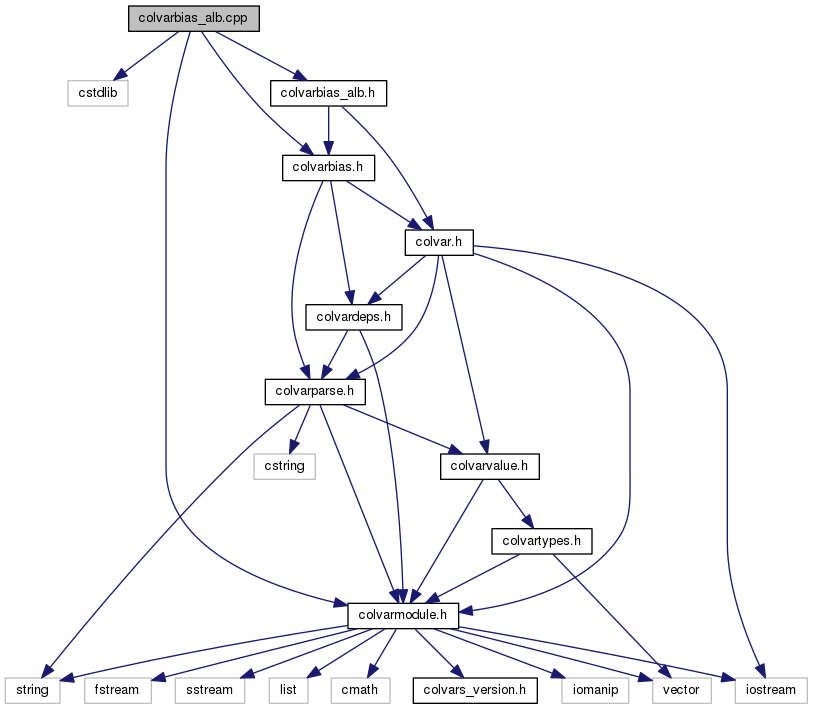 colvarbias_alb.cpp
cstdlib
colvarbias_alb.h
colvarbias.h
colvar.h
colvardeps.h
colvarparse.h
cstring
colvarvalue.h
colvartypes.h
colvarmodule.h
string
fstream
sstream
list
cmath
colvars_version.h
iomanip
vector
iostream